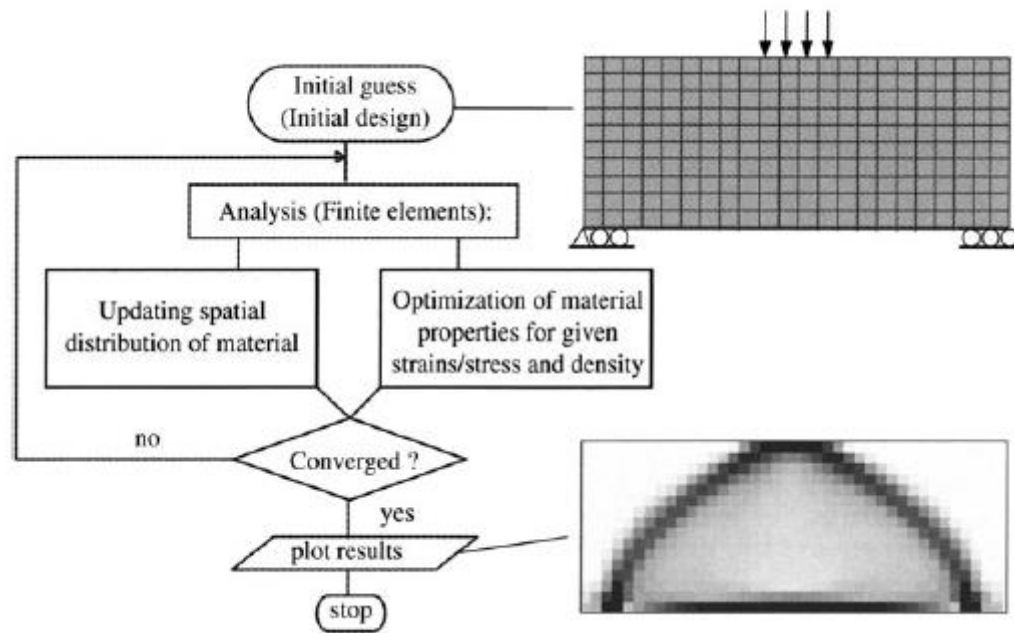 Initial guess
(Initial design)
Analysis (Finite elements):
Updating spatial
distribution of material
Optimization of material
properties for given
strains/stress and density
no
Converged ?
yes
plot results
stop